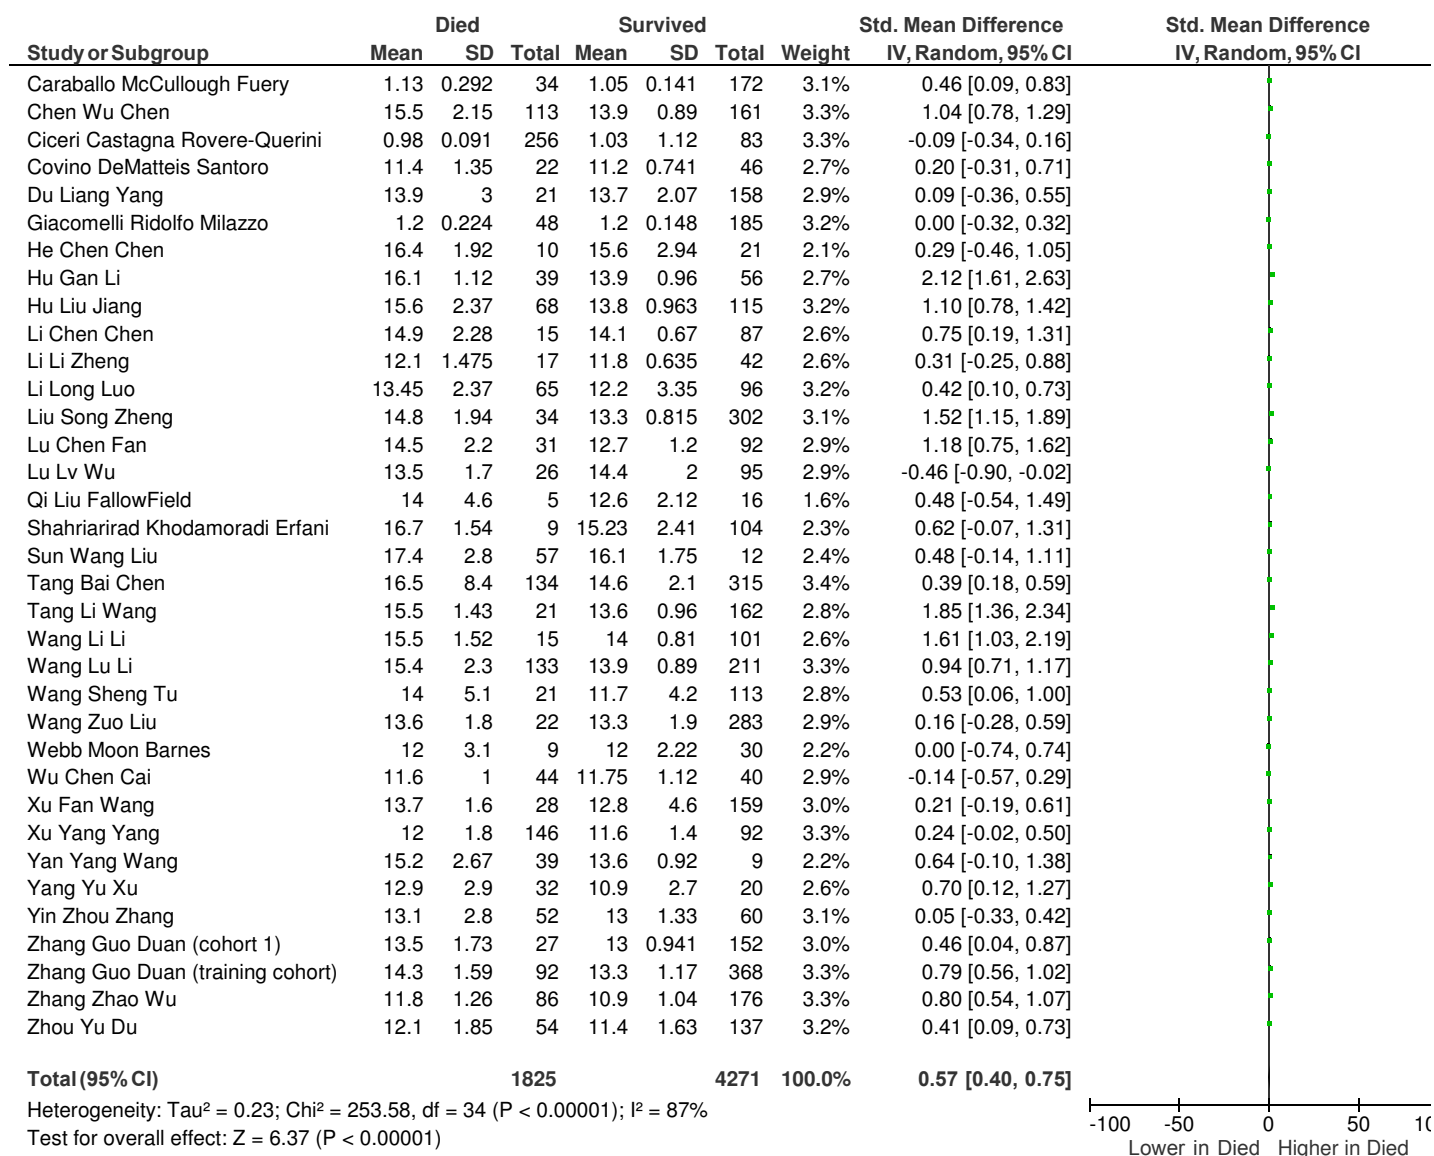 Died Survived Std. Mean Difference Std. Mean Difference
Study or Subgroup Mean SD Total Mean SD Total Weight IV, Random, 95% CI IV, Random, 95% CI
Caraballo McCullough Fuery 1.13 0.292 34 1.05 0.141 172 3.1% 0.46 [0.09, 0.83]
Chen Wu Chen 15.5 2.15 113 13.9 0.89 161 3.3% 1.04 [0.78, 1.29]
Ciceri Castagna Rovere-Querini 0.98 0.091 256 1.03 1.12 83 3.3% -0.09 [-0.34, 0.16]
Covino DeMatteis Santoro 11.4 1.35 22 11.2 0.741 46 2.7% 0.20 [-0.31, 0.71]
Du Liang Yang 13.9 3 21 13.7 2.07 158 2.9% 0.09 [-0.36, 0.55]
Giacomelli Ridolfo Milazzo 1.2 0.224 48 1.2 0.148 185 3.2% 0.00 [-0.32, 0.32]
He Chen Chen 16.4 1.92 10 15.6 2.94 21 2.1% 0.29 [-0.46, 1.05]
Hu Gan Li 16.1 1.12 39 13.9 0.96 56 2.7% 2.12 [1.61, 2.63]
Hu Liu Jiang 15.6 2.37 68 13.8 0.963 115 3.2% 1.10 [0.78, 1.42]
Li Chen Chen 14.9 2.28 15 14.1 0.67 87 2.6% 0.75 [0.19, 1.31]
Li Li Zheng 12.1 1.475 17 11.8 0.635 42 2.6% 0.31 [-0.25, 0.88]
Li Long Luo 13.45 2.37 65 12.2 3.35 96 3.2% 0.42 [0.10, 0.73]
Liu Song Zheng 14.8 1.94 34 13.3 0.815 302 3.1% 1.52 [1.15, 1.89]
Lu Chen Fan 14.5 2.2 31 12.7 1.2 92 2.9% 1.18 [0.75, 1.62]
Lu Lv Wu 13.5 1.7 26 14.4 2 95 2.9% -0.46 [-0.90, -0.02]
Qi Liu FallowField 14 4.6 5 12.6 2.12 16 1.6% 0.48 [-0.54, 1.49]
Shahriarirad Khodamoradi Erfani 16.7 1.54 9 15.23 2.41 104 2.3% 0.62 [-0.07, 1.31]
Sun Wang Liu 17.4 2.8 57 16.1 1.75 12 2.4% 0.48 [-0.14, 1.11]
Tang Bai Chen 16.5 8.4 134 14.6 2.1 315 3.4% 0.39 [0.18, 0.59]
Tang Li Wang 15.5 1.43 21 13.6 0.96 162 2.8% 1.85 [1.36, 2.34]
Wang Li Li 15.5 1.52 15 14 0.81 101 2.6% 1.61 [1.03, 2.19]
Wang Lu Li 15.4 2.3 133 13.9 0.89 211 3.3% 0.94 [0.71, 1.17]
Wang Sheng Tu 14 5.1 21 11.7 4.2 113 2.8% 0.53 [0.06, 1.00]
Wang Zuo Liu 13.6 1.8 22 13.3 1.9 283 2.9% 0.16 [-0.28, 0.59]
Webb Moon Barnes 12 3.1 9 12 2.22 30 2.2% 0.00 [-0.74, 0.74]
Wu Chen Cai 11.6 1 44 11.75 1.12 40 2.9% -0.14 [-0.57, 0.29]
Xu Fan Wang 13.7 1.6 28 12.8 4.6 159 3.0% 0.21 [-0.19, 0.61]
Xu Yang Yang 12 1.8 146 11.6 1.4 92 3.3% 0.24 [-0.02, 0.50]
Yan Yang Wang 15.2 2.67 39 13.6 0.92 9 2.2% 0.64 [-0.10, 1.38]
Yang Yu Xu 12.9 2.9 32 10.9 2.7 20 2.6% 0.70 [0.12, 1.27]
Yin Zhou Zhang 13.1 2.8 52 13 1.33 60 3.1% 0.05 [-0.33, 0.42]
Zhang Guo Duan (cohort 1) 13.5 1.73 27 13 0.941 152 3.0% 0.46 [0.04, 0.87]
Zhang Guo Duan (training cohort) 14.3 1.59 92 13.3 1.17 368 3.3% 0.79 [0.56, 1.02]
Zhang Zhao Wu 11.8 1.26 86 10.9 1.04 176 3.3% 0.80 [0.54, 1.07]
Zhou Yu Du 12.1 1.85 54 11.4 1.63 137 3.2% 0.41 [0.09, 0.73]
Total (95% CI) 1825 4271 100.0% 0.57 [0.40, 0.75]
Heterogeneity: Tau² = 0.23; Chi² = 253.58, df = 34 (P < 0.00001); I² = 87%
Test for overall effect: Z = 6.37 (P < 0.00001)
-100 -50 0 50
Lower in Died Higher in Died